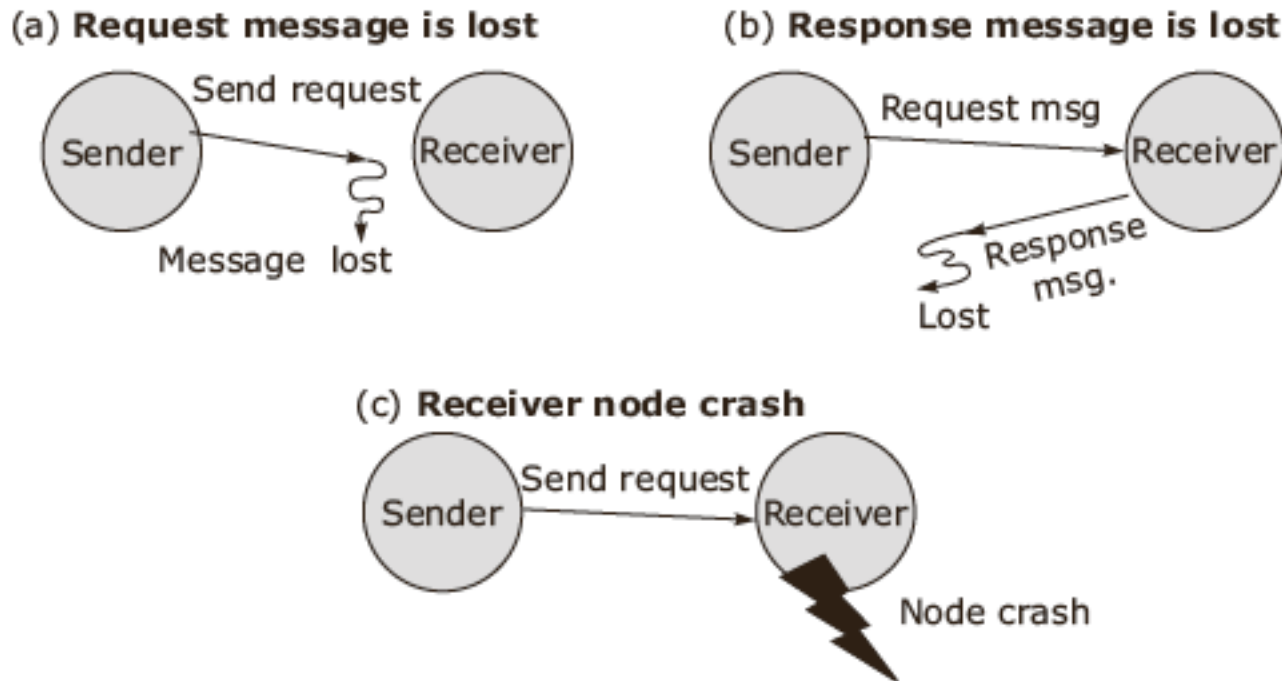 (a) Request message is lost
Send request
Sender
Receiver
Message lost
(b) Response message is lost
Request msg
Sender
Receiver
Response
msg.
Lost
(c) Receiver node crash
Send request
Sender
Receiver
Node crash